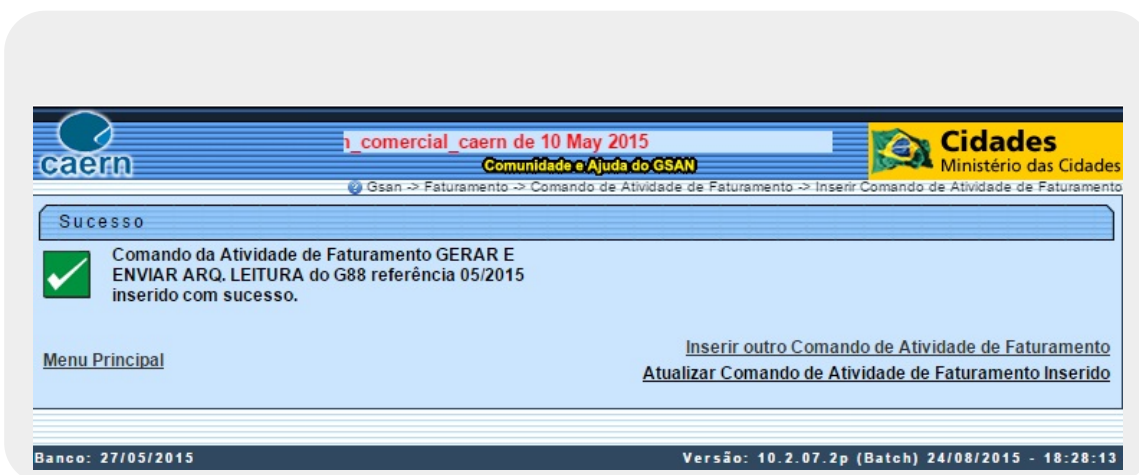 caern
_comercial_caern de 10 May 2015
Comunidade e Ajuda do GSAN
Cidades
Ministério das Cidades
Gsan -> Faturamento -> Comando de Atividade de Faturamento -> Inserir Comando de Atividade de Faturamento
Sucesso
Comando da Atividade de Faturamento GERAR E
ENVIAR ARQ. LEITURA do G88 referência 05/2015
inserido com sucesso.
Menu Principal
Inserir outro Comando de Atividade de Faturamento
Atualizar Comando de Atividade de Faturamento Inserido
Banco: 27/05/2015
Versão: 10.2.07.2p (Batch) 24/08/2015 - 18:28:13